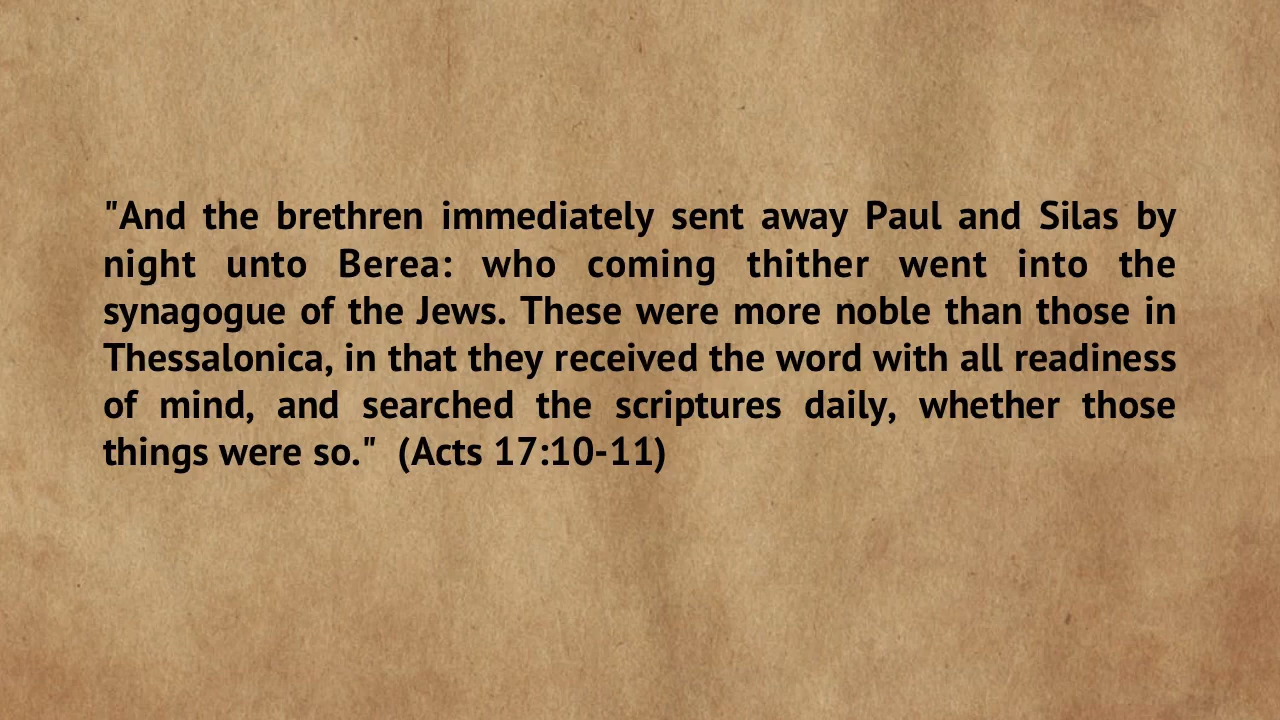 "And the brethren immediately sent away Paul and Silas by
night unto Berea: who coming thither went into the
synagogue of the Jews. These were more noble than those in
Thessalonica, in that they received the word with all readiness
of mind, and searched the scriptures daily, whether those
things were so."  (Acts 17:10-11)